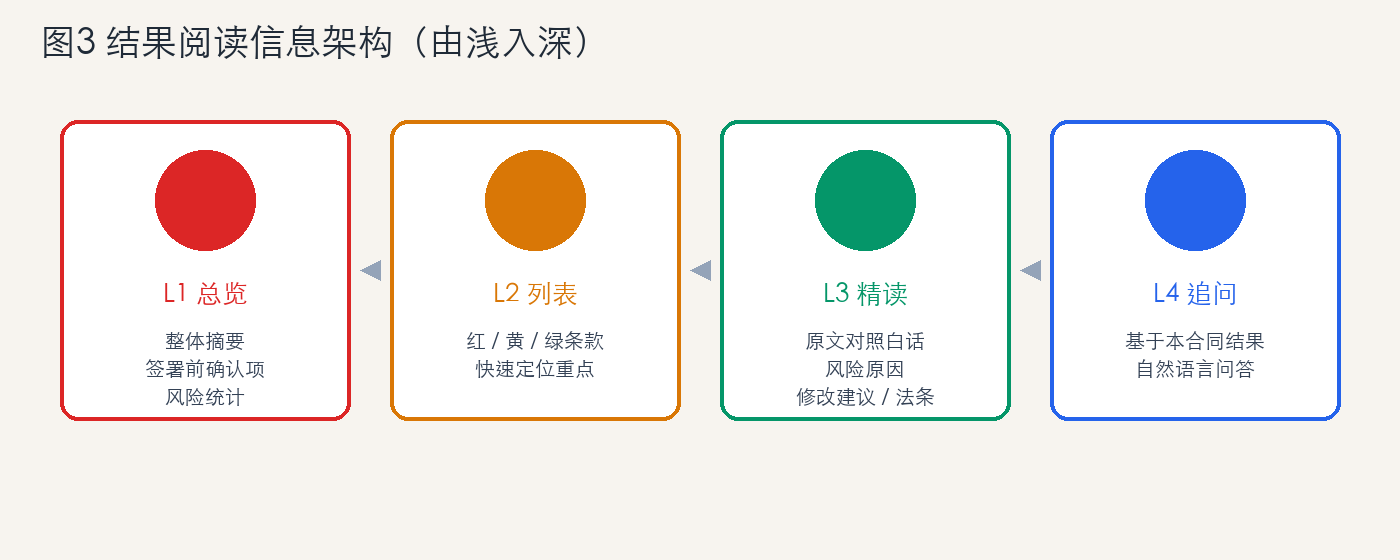 图3 结果阅读信息架构（由浅入深）
L1 总览
整体摘要
签署前确认项
风险统计
L2 列表
红 / 黄 / 绿条款
快速定位重点
L3 精读
原文对照白话
风险原因
修改建议 / 法条
L4 追问
基于本合同结果
自然语言问答